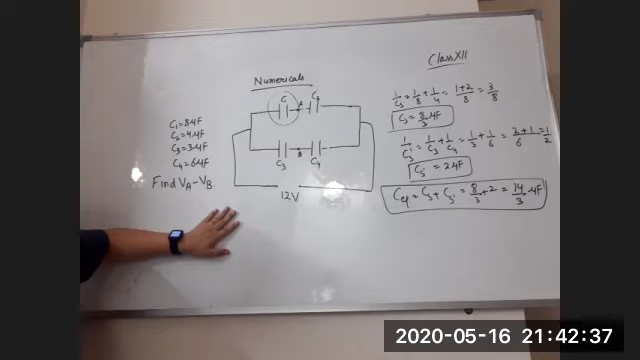 Class XII
Numericals
C₁ C₂
A
C₁=8μF
C₂=4μF
C₃=3μF
C₄=6μF
Find V_A-V_B
B
C₃ C₄
12V
1/Cs = 1/8 + 1/4 = 1+2/8 = 3/8
Cs = 8/3 μF
1/Cs' = 1/C₃ + 1/C₄ = 1/3 + 1/6 = 2+1/6 = 1/2
Cs' = 2μF
Ceq = Cs + Cs' = 8/3 + 2 = 14/3 μF
2020-05-16 21:42:37